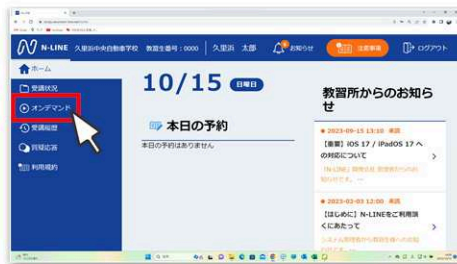 N-LINE 久里浜中央自動車学校 教習生番号:0000 久里浜 太郎 お知らせ 注意事項 ログアウト
ホーム
受講状況
オンデマンド
受講履歴
質疑応答
利用規約
10/15 日曜日
本日の予約
本日の予約はありません
教習所からのお知ら
せ
2023-09-15 13:10 未読
【重要】iOS 17 / iPadOS 17 へ
の対応について
2023-03-03 12:00 未読
【はじめに】N-LINEをご利用頂
くにあたって